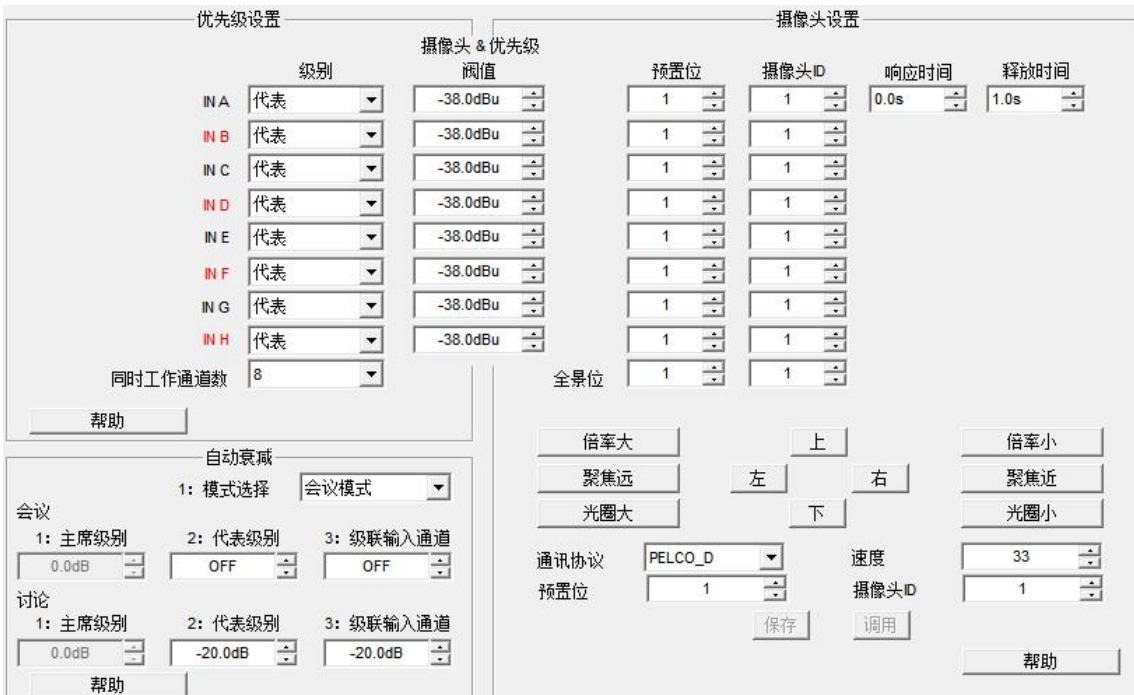 优先级设置
摄像头设置
摄像头 & 优先级
级别 阀值 预置位 摄像头ID 响应时间 释放时间
IN A 代表 -38.0dBu 1 1 0.0s 1.0s
IN B 代表 -38.0dBu 1 1
IN C 代表 -38.0dBu 1 1
IN D 代表 -38.0dBu 1 1
IN E 代表 -38.0dBu 1 1
IN F 代表 -38.0dBu 1 1
IN G 代表 -38.0dBu 1 1
IN H 代表 -38.0dBu 1 1
同时工作通道数 8 全景位 1 1
帮助
自动衰减
1：模式选择 会议模式
会议
1：主席级别 2：代表级别 3：级联输入通道
0.0dB OFF OFF
讨论
1：主席级别 2：代表级别 3：级联输入通道
0.0dB -20.0dB -20.0dB
帮助
倍率大 上 倍率小
聚焦远 左 右 聚焦近
光圈大 下 光圈小
通讯协议 PELCO_D 速度 33
预置位 1 摄像头ID 1
保存 调用
帮助